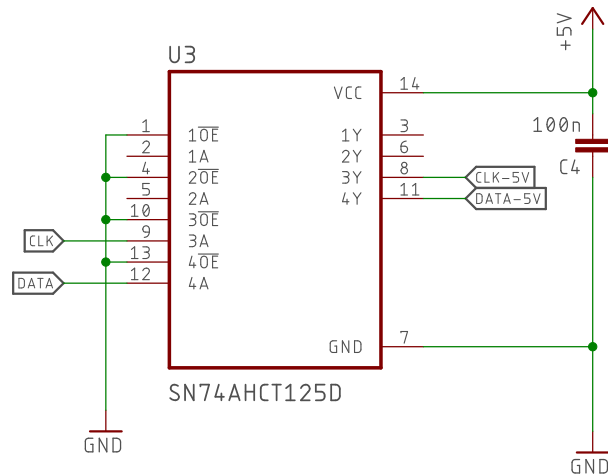 +5V
U3
14
VCC
100n
C4
1 1OE 1Y 3
2 1A 2Y 6
4 2OE 3Y 8 CLK-5V
5 2A 4Y 11 DATA-5V
10 3OE
CLK 9 3A
13 4OE
DATA 12 4A
GND 7
SN74AHCT125D
GND
GND